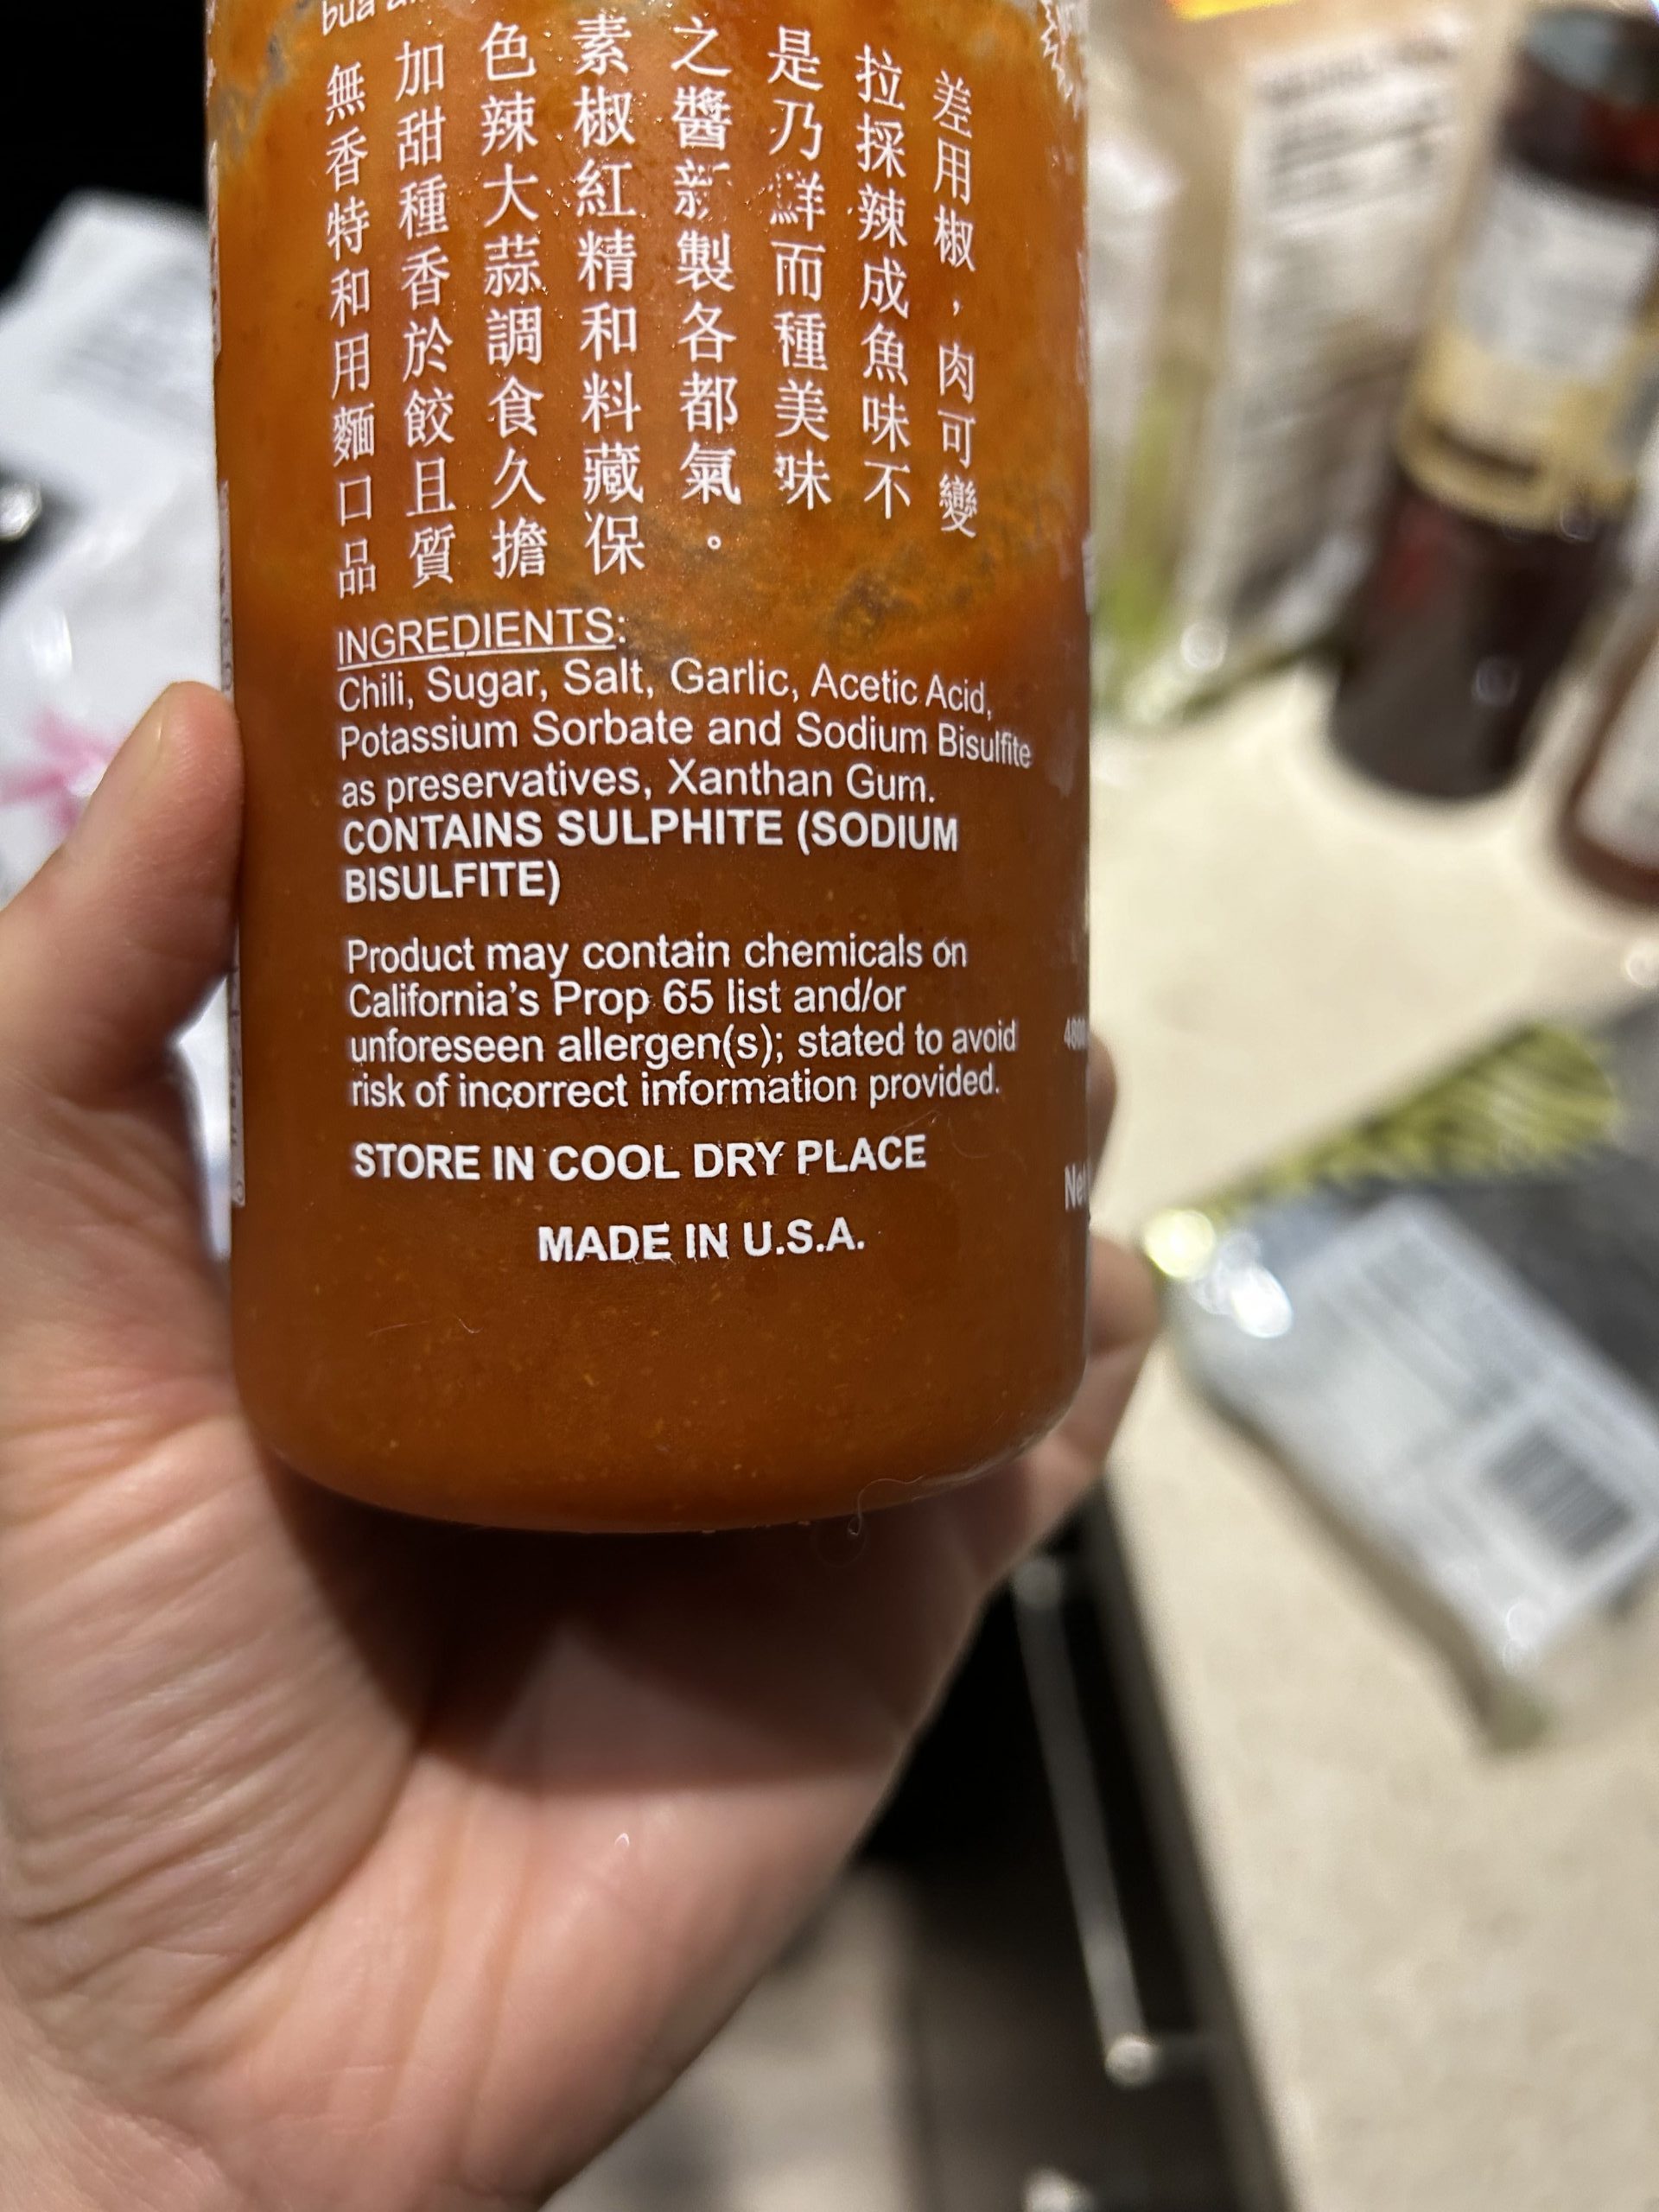 bua
無加色素之是拉差
香甜辣椒醬乃採用
特種大紅新鮮辣椒
和香蒜精製而成，
用於調和各種魚肉
麵餃食料都美味可
口且久藏氣味不變
品質擔保。
INGREDIENTS:
Chili, Sugar, Salt, Garlic, Acetic Acid,
Potassium Sorbate and Sodium Bisulfite
as preservatives, Xanthan Gum.
CONTAINS SULPHITE (SODIUM
BISULFITE)
Product may contain chemicals on
California's Prop 65 list and/or
unforeseen allergen(s); stated to avoid
risk of incorrect information provided.
STORE IN COOL DRY PLACE
MADE IN U.S.A.
Net